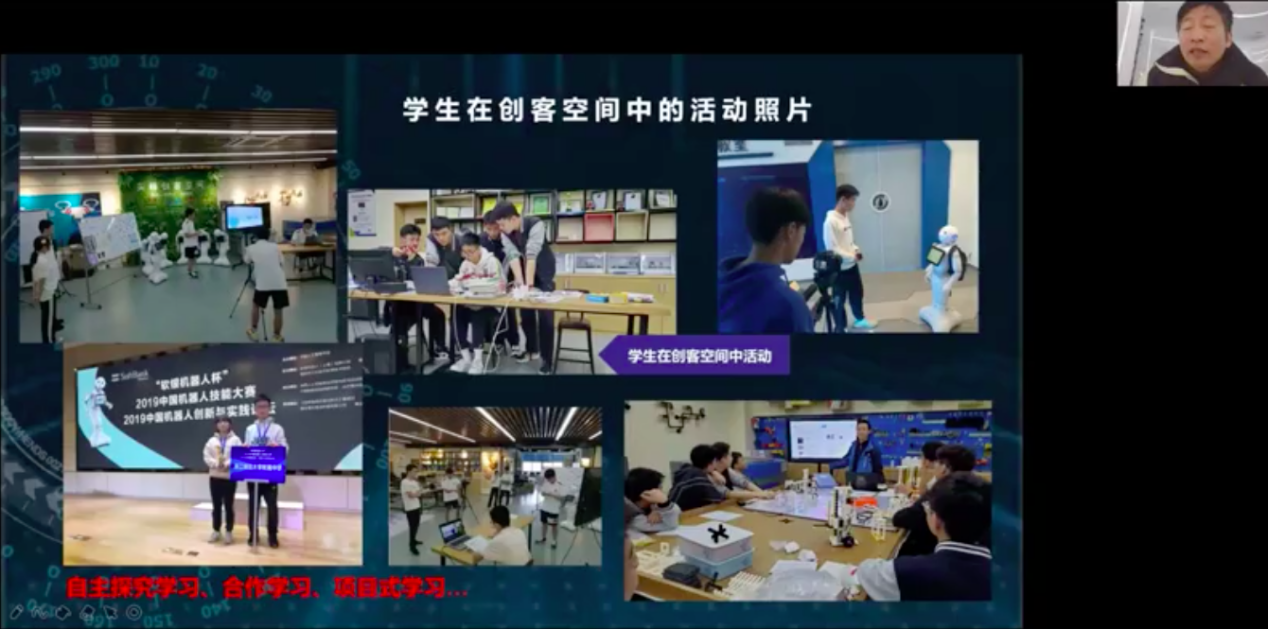 学生在创客空间中的活动照片
学生在创客空间中活动
SoftBank
“软银机器人杯”
2019中国机器人技能大赛
2019中国机器人创新与实践论坛
自主探究学习、合作学习、项目式学习...